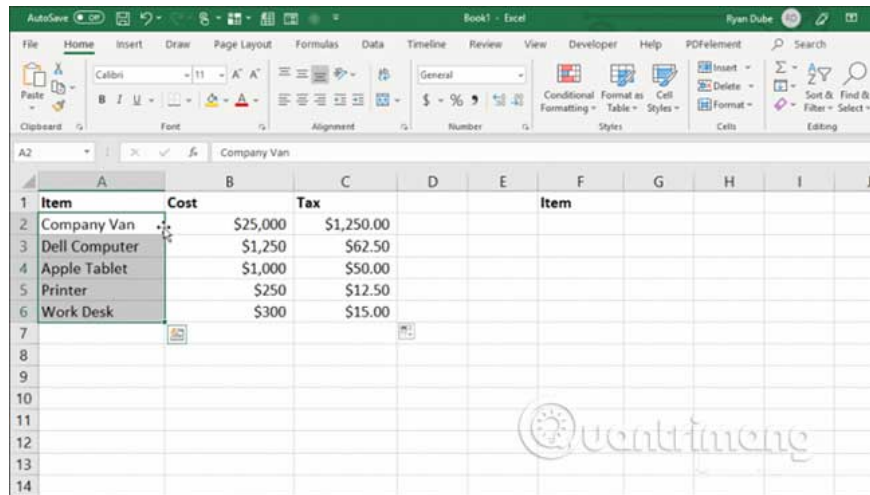 AutoSave Off Book1 - Excel Ryan Dube RD
File Home Insert Draw Page Layout Formulas Data Timeline Review View Developer Help PDFelement Search
Calibri 11 A A General Insert
Paste B I U A $ % 9 Conditional Format as Cell Delete Sort & Find &
Formatting Table Styles Format Filter Select
Clipboard Font Alignment Number Styles Cells Editing
A2 fx Company Van
A B C D E F G H I J
1 Item Cost Tax Item
2 Company Van $25,000 $1,250.00
3 Dell Computer $1,250 $62.50
4 Apple Tablet $1,000 $50.00
5 Printer $250 $12.50
6 Work Desk $300 $15.00
7
8
9
10
11
12
13
14
Quantrimang